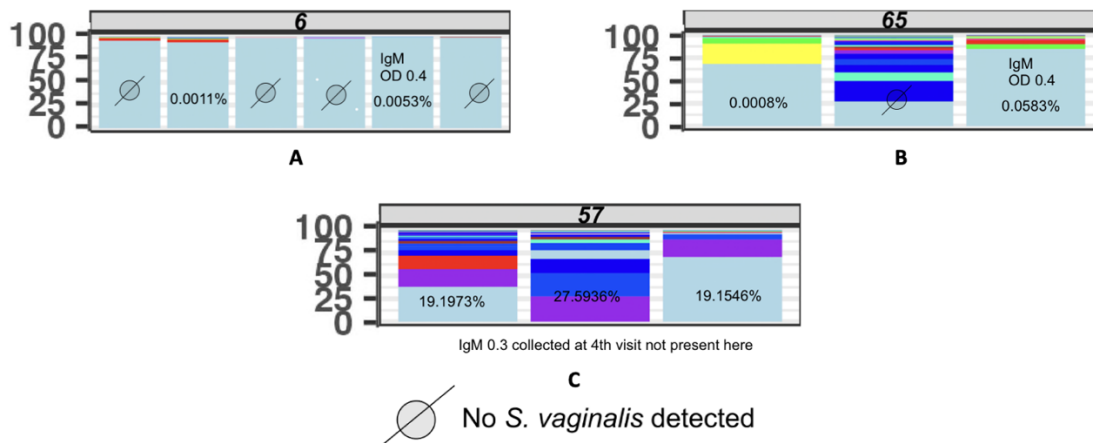 6
100
75
50
25
0
0.0011%
IgM
OD 0.4
0.0053%
A
65
100
75
50
25
0
0.0008%
IgM
OD 0.4
0.0583%
B
57
100
75
50
25
0
19.1973%
27.5936%
19.1546%
IgM 0.3 collected at 4th visit not present here
C
No S. vaginalis detected